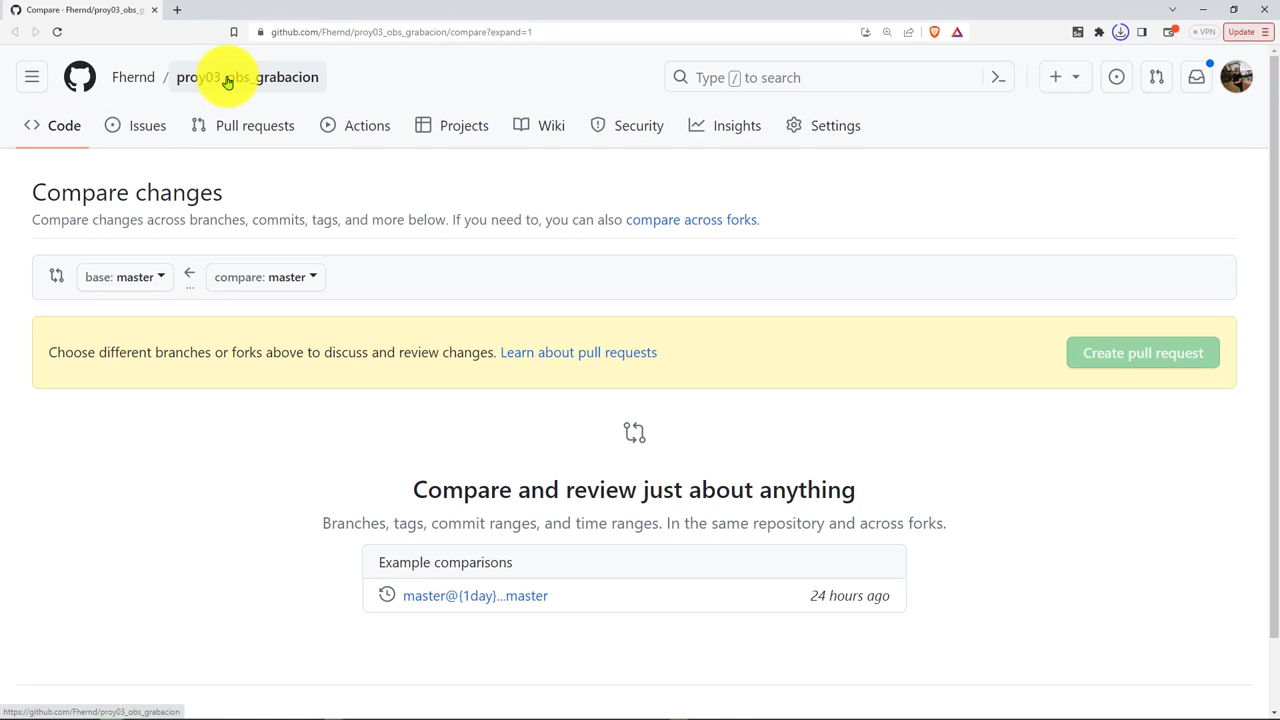 Compare · Fhernd/proy03_obs_g
github.com/Fhernd/proy03_obs_grabacion/compare?expand=1
VPN
Update
Fhernd / proy03_obs_grabacion
Type / to search
Code Issues Pull requests Actions Projects Wiki Security Insights Settings
Compare changes
Compare changes across branches, commits, tags, and more below. If you need to, you can also compare across forks.
base: master
...
compare: master
Choose different branches or forks above to discuss and review changes. Learn about pull requests
Create pull request
Compare and review just about anything
Branches, tags, commit ranges, and time ranges. In the same repository and across forks.
Example comparisons
master@{1day}...master 24 hours ago
https://github.com/Fhernd/proy03_obs_grabacion